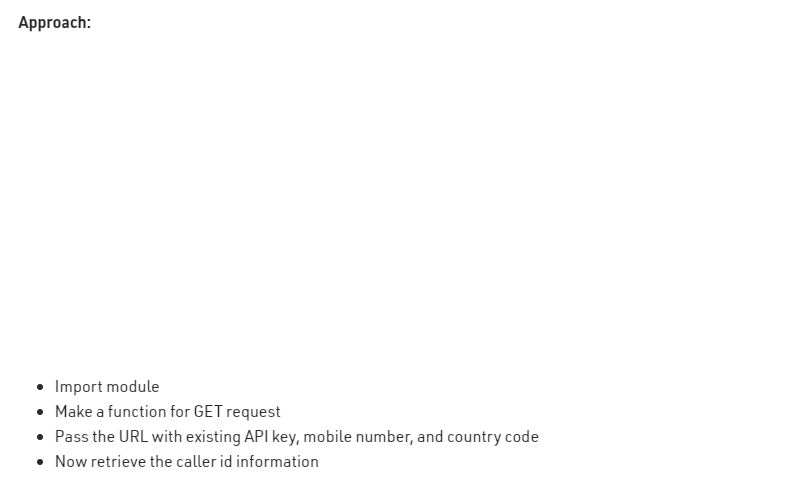 Approach:
• Import module
• Make a function for GET request
• Pass the URL with existing API key, mobile number, and country code
• Now retrieve the caller id information